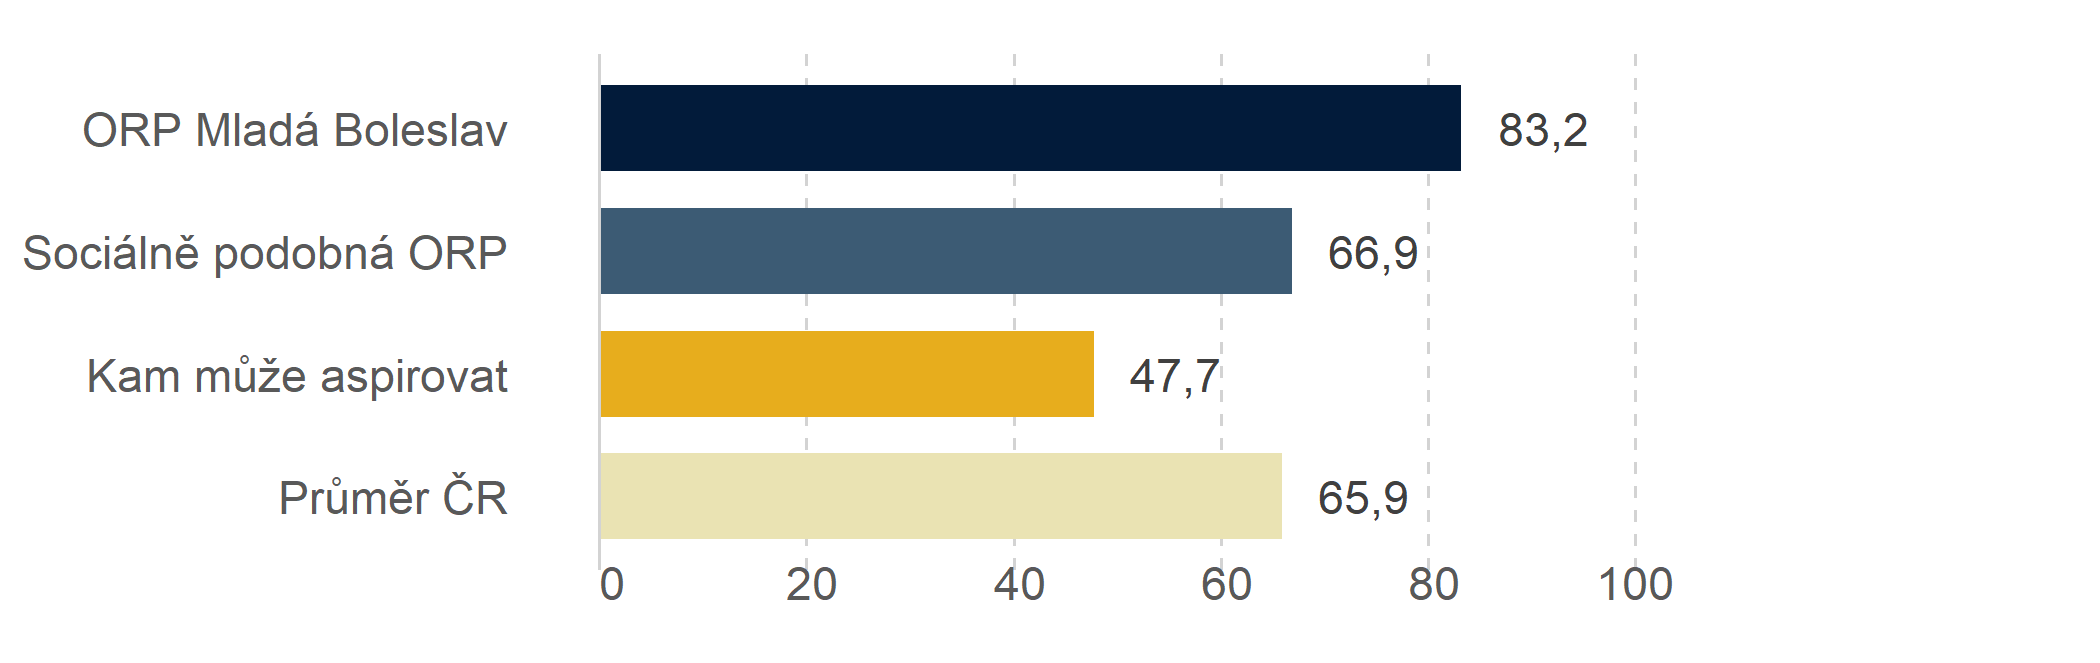 ORP Mladá Boleslav 83,2
Sociálně podobná ORP 66,9
Kam může aspirovat 47,7
Průměr ČR 65,9
0 20 40 60 80 100